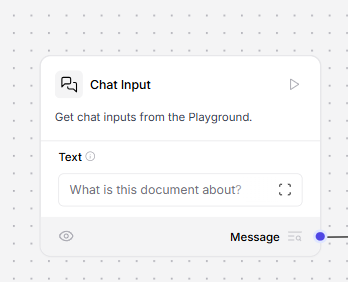 Chat Input
Get chat inputs from the Playground.
Text
What is this document about?
Message